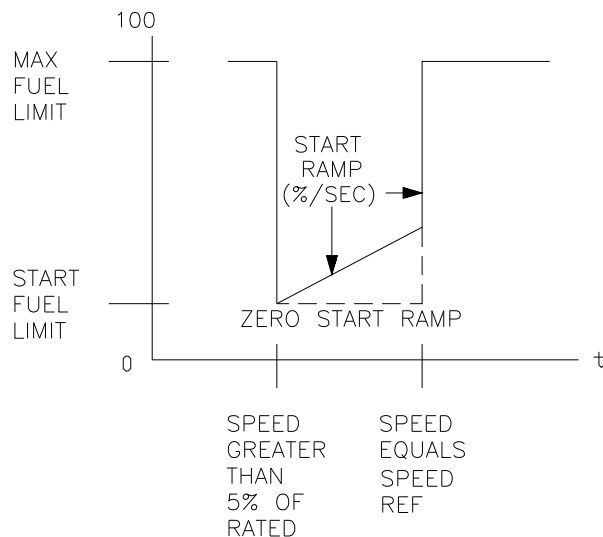 100
MAX
FUEL
LIMIT
START
RAMP
(%/SEC)
START
FUEL
LIMIT
ZERO START RAMP
0
t
SPEED
GREATER
THAN
5% OF
RATED
SPEED
EQUALS
SPEED
REF